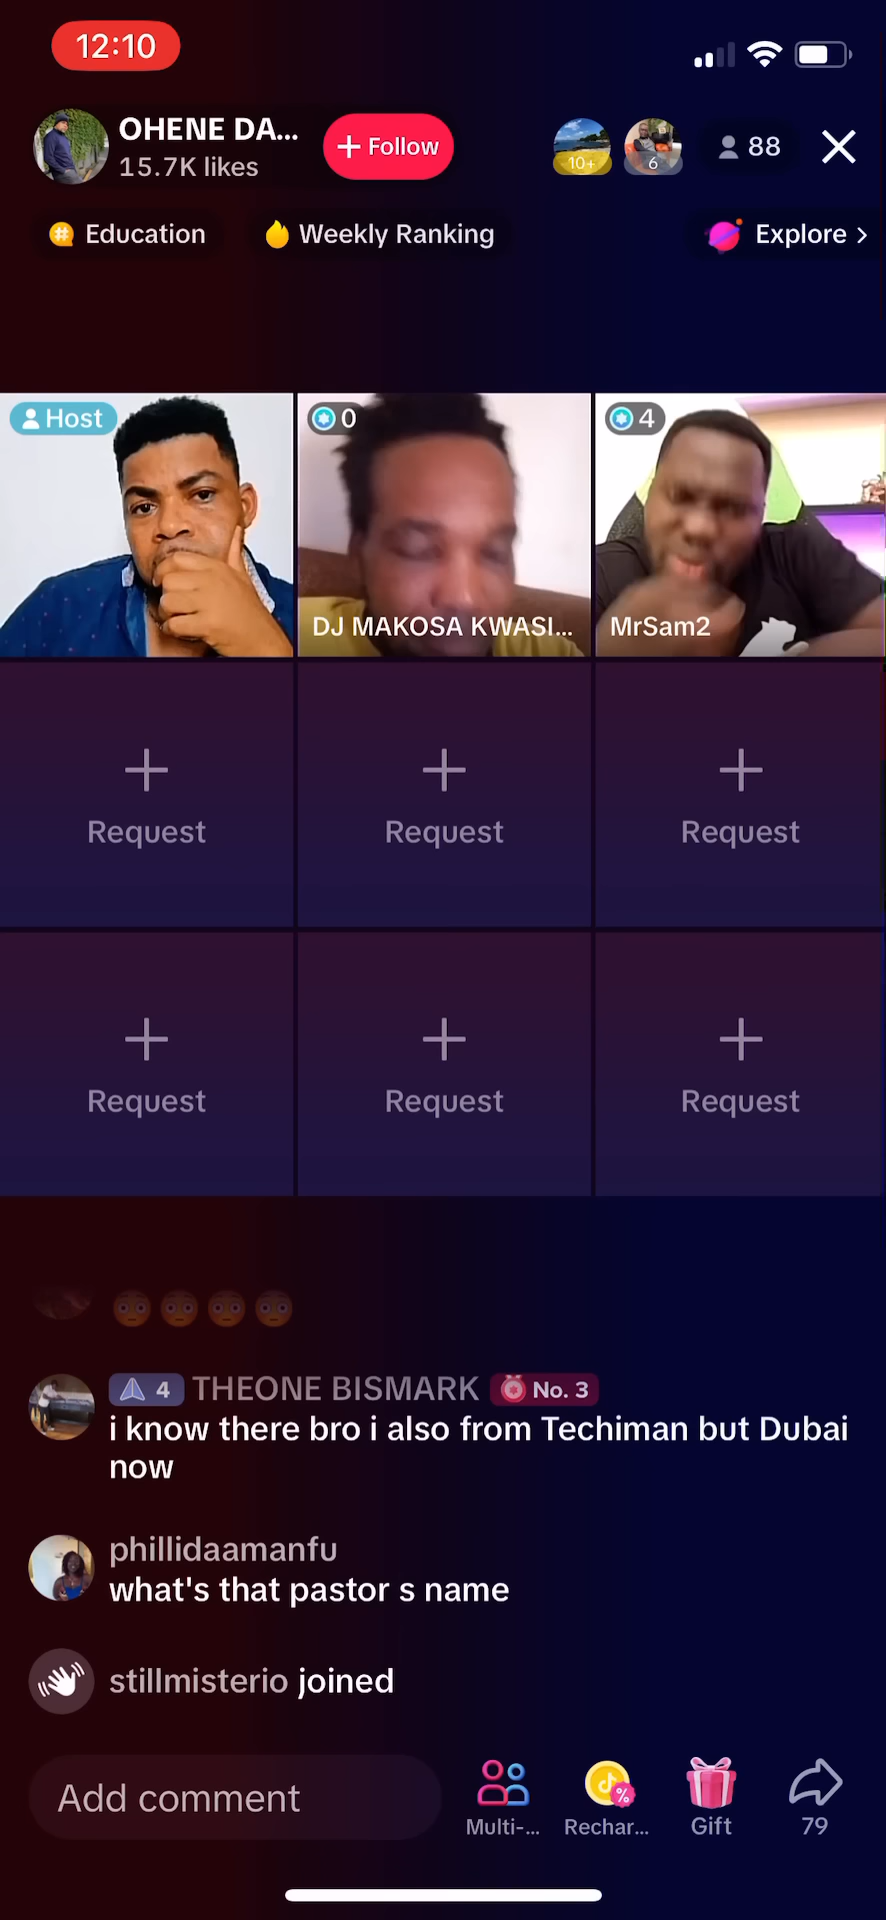 12:10
OHENE DA...
15.7K likes
+ Follow
10+
6
88
Education
Weekly Ranking
Explore >
Host
0
4
DJ MAKOSA KWASI...
MrSam2
Request
Request
Request
Request
Request
Request
4 THEONE BISMARK No. 3
i know there bro i also from Techiman but Dubai
now
phillidaamanfu
what's that pastor s name
stillmisterio joined
Add comment
Multi-...
Rechar...
Gift
79